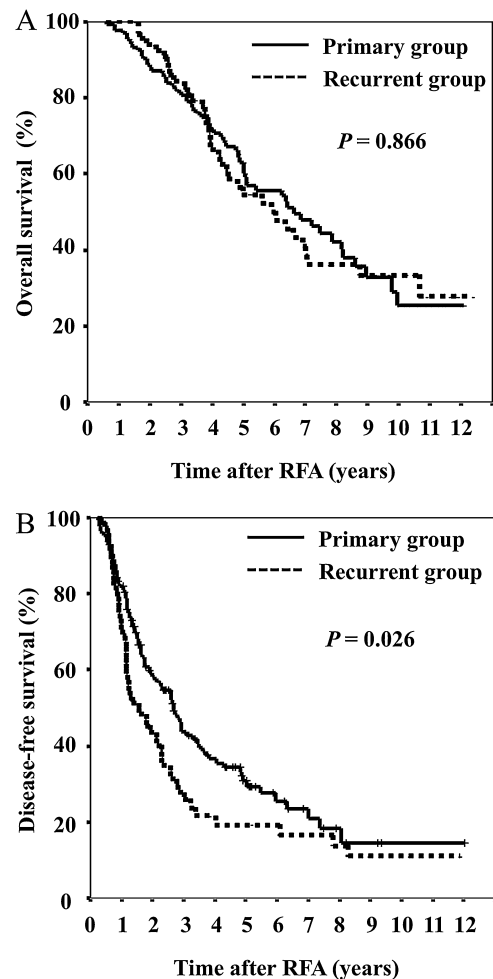 A
100
80
60
40
20
0
Overall survival (%)
Primary group
Recurrent group
P = 0.866
0 1 2 3 4 5 6 7 8 9 10 11 12
Time after RFA (years)
B
100
80
60
40
20
0
Disease-free survival (%)
Primary group
Recurrent group
P = 0.026
0 1 2 3 4 5 6 7 8 9 10 11 12
Time after RFA (years)